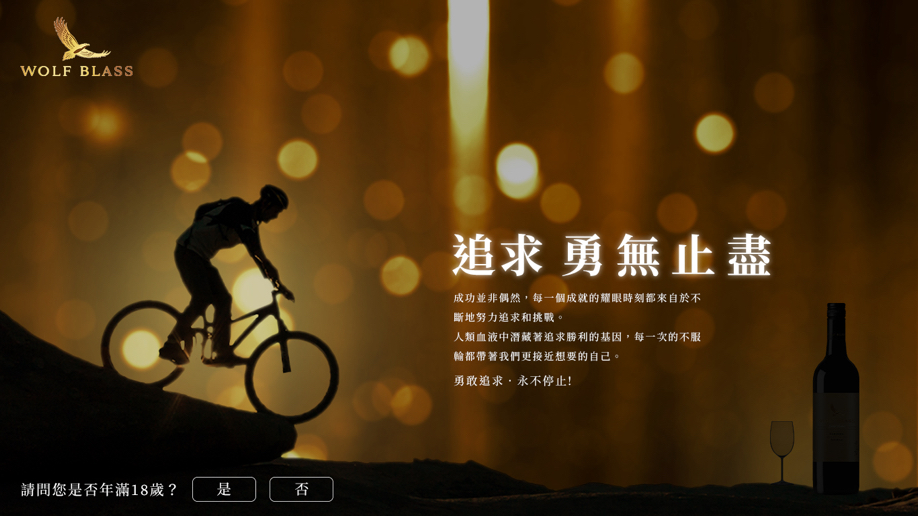 WOLF BLASS
追求 勇無止盡
成功並非偶然，每一個成就的耀眼時刻都來自於不
斷地努力追求和挑戰。
人類血液中潛藏著追求勝利的基因，每一次的不服
輸都帶著我們更接近想要的自己。
勇敢追求．永不停止!
請問您是否年滿18歲？ 是 否